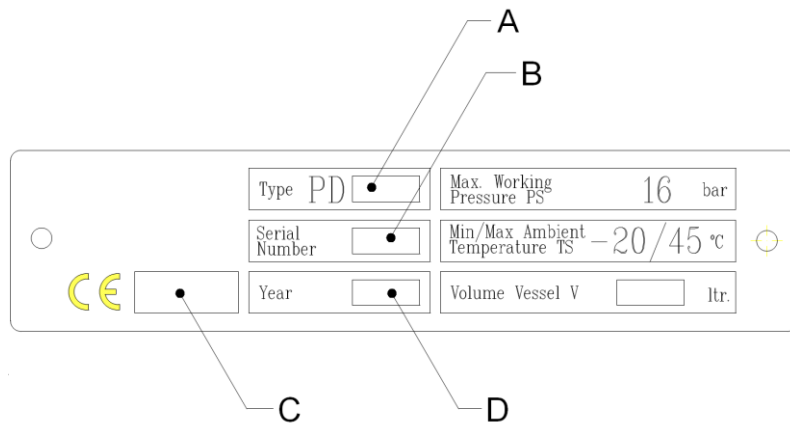 A
B
Type PD
Max. Working
Pressure PS 16 bar
Serial
Number
Min/Max Ambient
Temperature TS -20/45 °C
CE
Year
Volume Vessel V ltr.
C
D